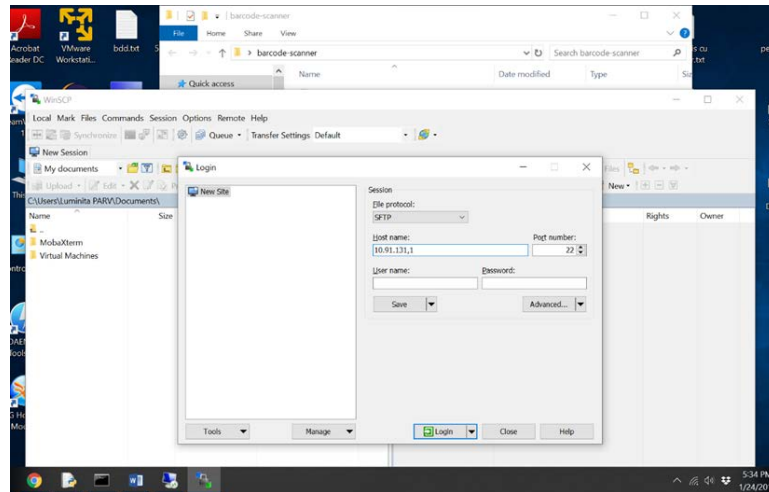 barcode-scanner
File Home Share View
barcode-scanner
Search barcode-scanner
Name Date modified Type
Quick access
Acrobat
VMware
Workstati...
bdd.txt
WinSCP
Local Mark Files Commands Session Options Remote Help
Synchronize Queue Transfer Settings Default
New Session
My documents
Upload Edit
New
C:\Users\Luminita PARV\Documents\
Name Size
Rights Owner
MobaXterm
Virtual Machines
Login
New Site
Session
File protocol:
SFTP
Host name: Port number:
10.91.131,1 22
User name: Password:
Save Advanced...
Tools Manage Login Close Help
5:34 PM